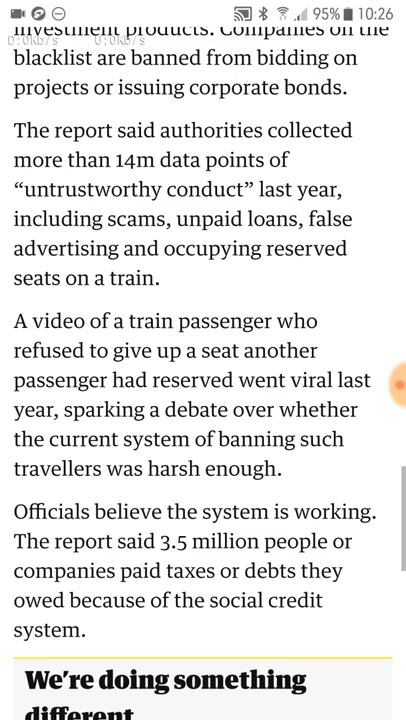 95% 10:26
investment products. Companies on the
D:0Kb/s U:0Kb/s
blacklist are banned from bidding on
projects or issuing corporate bonds.
The report said authorities collected
more than 14m data points of
“untrustworthy conduct” last year,
including scams, unpaid loans, false
advertising and occupying reserved
seats on a train.
A video of a train passenger who
refused to give up a seat another
passenger had reserved went viral last
year, sparking a debate over whether
the current system of banning such
travellers was harsh enough.
Officials believe the system is working.
The report said 3.5 million people or
companies paid taxes or debts they
owed because of the social credit
system.
We’re doing something
different